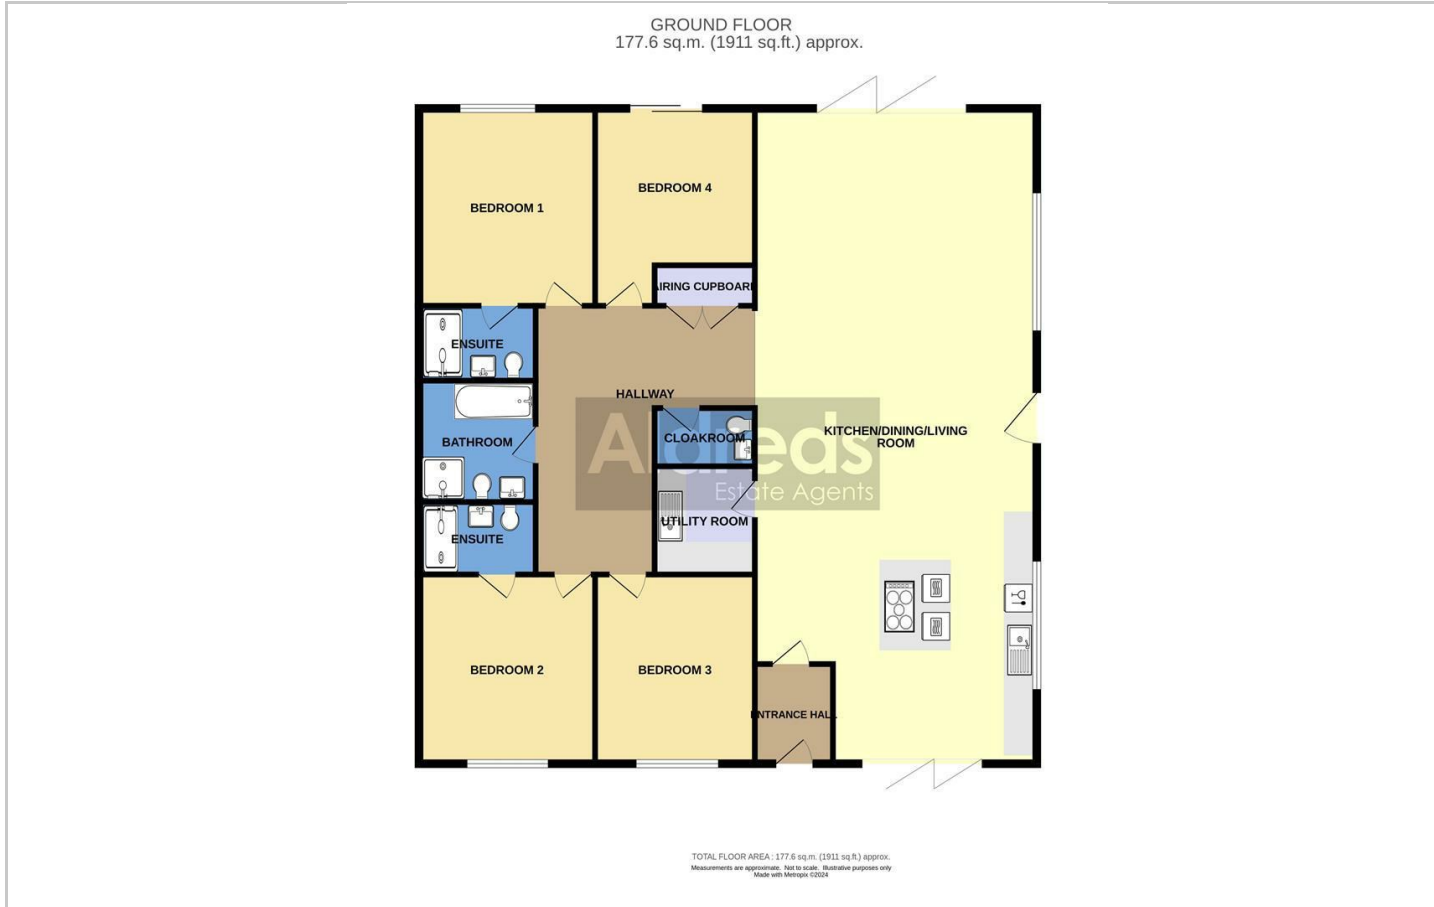 GROUND FLOOR
177.6 sq.m. (1911 sq.ft.) approx.
BEDROOM 1
BEDROOM 4
AIRING CUPBOARD
ENSUITE
HALLWAY
BATHROOM
CLOAKROOM
KITCHEN/DINING/LIVING
ROOM
Aldreds
Estate Agents
ENSUITE
UTILITY ROOM
BEDROOM 2
BEDROOM 3
ENTRANCE HALL
TOTAL FLOOR AREA : 177.6 sq.m. (1911 sq.ft.) approx.
Measurements are approximate. Not to scale. Illustrative purposes only
Made with Metropix ©2024